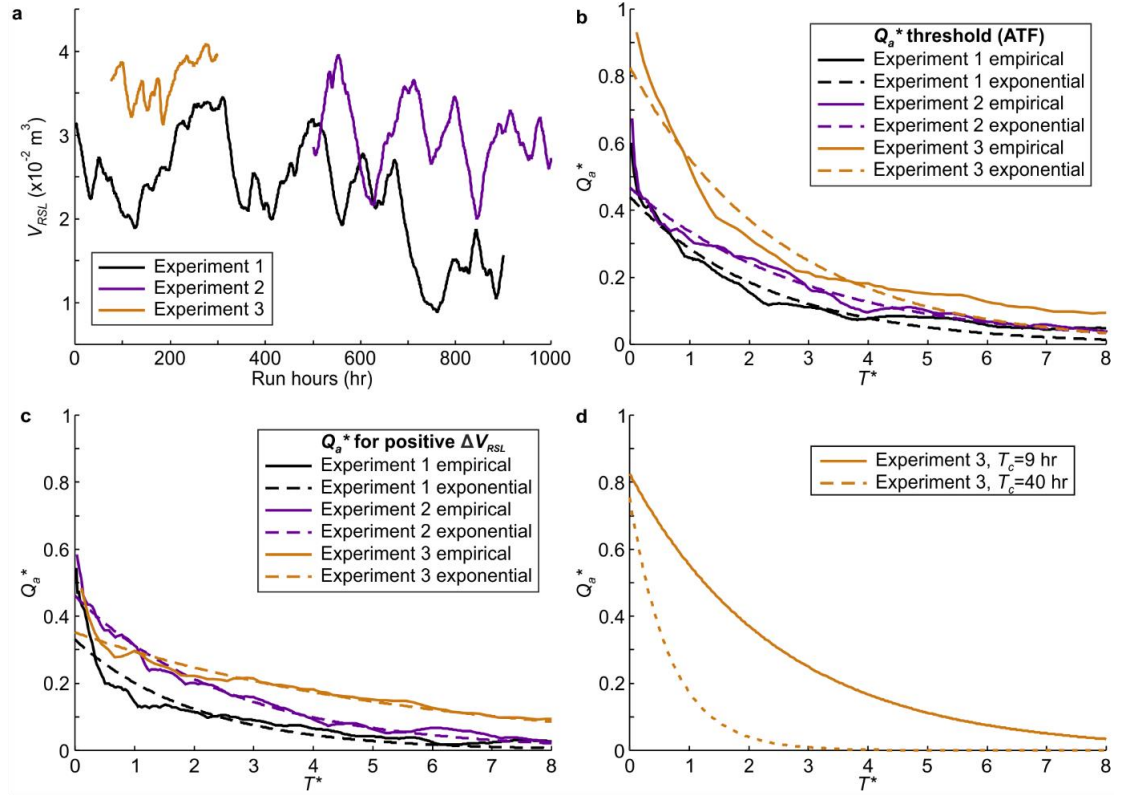 a
4
3
2
1
V_RSL (x10⁻² m³)
Experiment 1
Experiment 2
Experiment 3
0 200 400 600 800 1000
Run hours (hr)
b
1
0.8
0.6
0.4
0.2
0
Q_a*
Q_a* threshold (ATF)
Experiment 1 empirical
Experiment 1 exponential
Experiment 2 empirical
Experiment 2 exponential
Experiment 3 empirical
Experiment 3 exponential
0 1 2 3 4 5 6 7 8
T*
c
1
0.8
0.6
0.4
0.2
0
Q_a*
Q_a* for positive ΔV_RSL
Experiment 1 empirical
Experiment 1 exponential
Experiment 2 empirical
Experiment 2 exponential
Experiment 3 empirical
Experiment 3 exponential
0 1 2 3 4 5 6 7 8
T*
d
1
0.8
0.6
0.4
0.2
0
Q_a*
Experiment 3, T_c=9 hr
Experiment 3, T_c=40 hr
0 1 2 3 4 5 6 7 8
T*